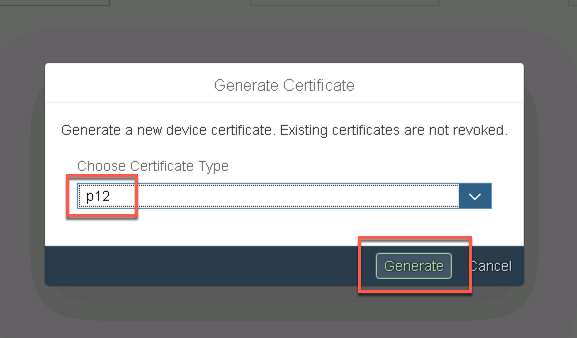 Generate Certificate
Generate a new device certificate. Existing certificates are not revoked.
Choose Certificate Type
p12
Generate Cancel